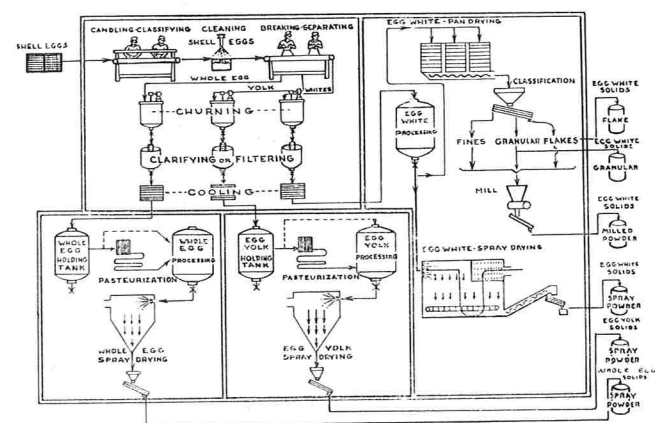 SHELL EGGS
CANDLING-CLASSIFYING
CLEANING
SHELL EGGS
BREAKING-SEPARATING
WHOLE EGG
YOLK
WHITES
CHURNING
CLARIFYING OR FILTERING
COOLING
EGG WHITE-PAN DRYING
CLASSIFICATION
EGG
WHITE
PROCESSING
FINES
GRANULAR
FLAKES
MILL
EGG WHITE
SOLIDS
FLAKE
EGG WHITE
SOLIDS
GRANULAR
EGG WHITE
SOLIDS
MILLED
POWDER
WHOLE
EGG
HOLDING
TANK
PASTEURIZATION
WHOLE
EGG
PROCESSING
WHOLE EGG
SPRAY DRYING
EGG
YOLK
HOLDING
TANK
PASTEURIZATION
EGG
YOLK
PROCESSING
EGG YOLK
SPRAY DRYING
EGG WHITE-SPRAY DRYING
EGG WHITE
SOLIDS
SPRAY
POWDER
EGG YOLK
SOLIDS
SPRAY
POWDER
WHOLE EGG
SOLIDS
SPRAY
POWDER